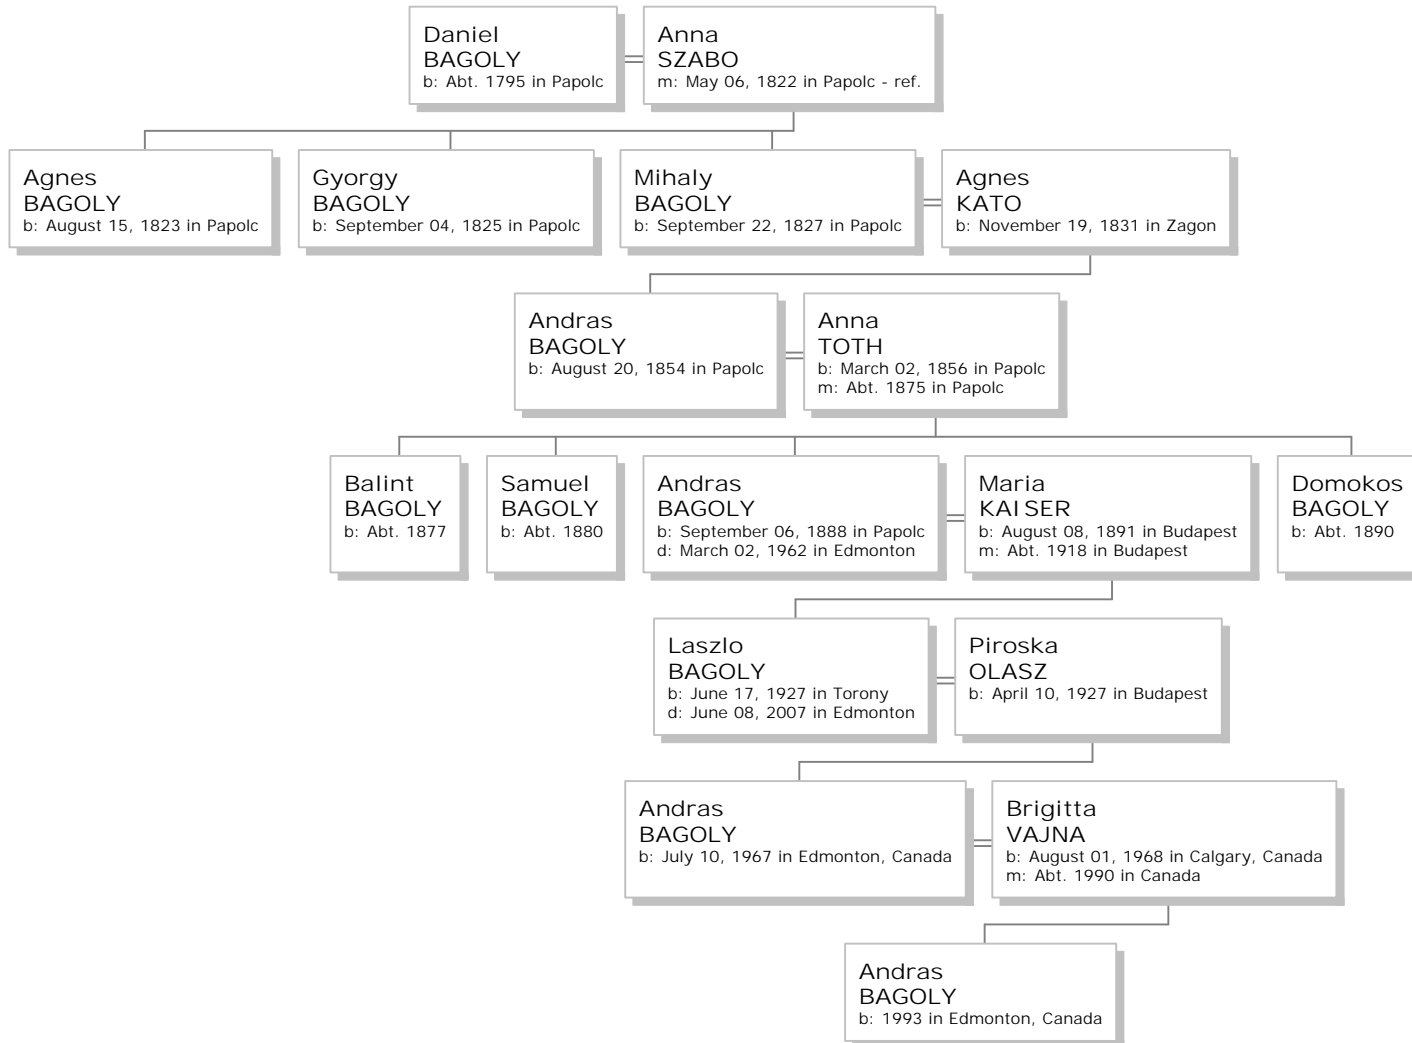 Daniel
BAGOLY
b: Abt. 1795 in Papolc
Anna
SZABO
m: May 06, 1822 in Papolc - ref.
Agnes
BAGOLY
b: August 15, 1823 in Papolc
Gyorgy
BAGOLY
b: September 04, 1825 in Papolc
Mihaly
BAGOLY
b: September 22, 1827 in Papolc
Agnes
KATO
b: November 19, 1831 in Zagon
Andras
BAGOLY
b: August 20, 1854 in Papolc
Anna
TOTH
b: March 02, 1856 in Papolc
m: Abt. 1875 in Papolc
Balint
BAGOLY
b: Abt. 1877
Samuel
BAGOLY
b: Abt. 1880
Andras
BAGOLY
b: September 06, 1888 in Papolc
d: March 02, 1962 in Edmonton
Maria
KAISER
b: August 08, 1891 in Budapest
m: Abt. 1918 in Budapest
Domokos
BAGOLY
b: Abt. 1890
Laszlo
BAGOLY
b: June 17, 1927 in Torony
d: June 08, 2007 in Edmonton
Piroska
OLASZ
b: April 10, 1927 in Budapest
Andras
BAGOLY
b: July 10, 1967 in Edmonton, Canada
Brigitta
VAJNA
b: August 01, 1968 in Calgary, Canada
m: Abt. 1990 in Canada
Andras
BAGOLY
b: 1993 in Edmonton, Canada